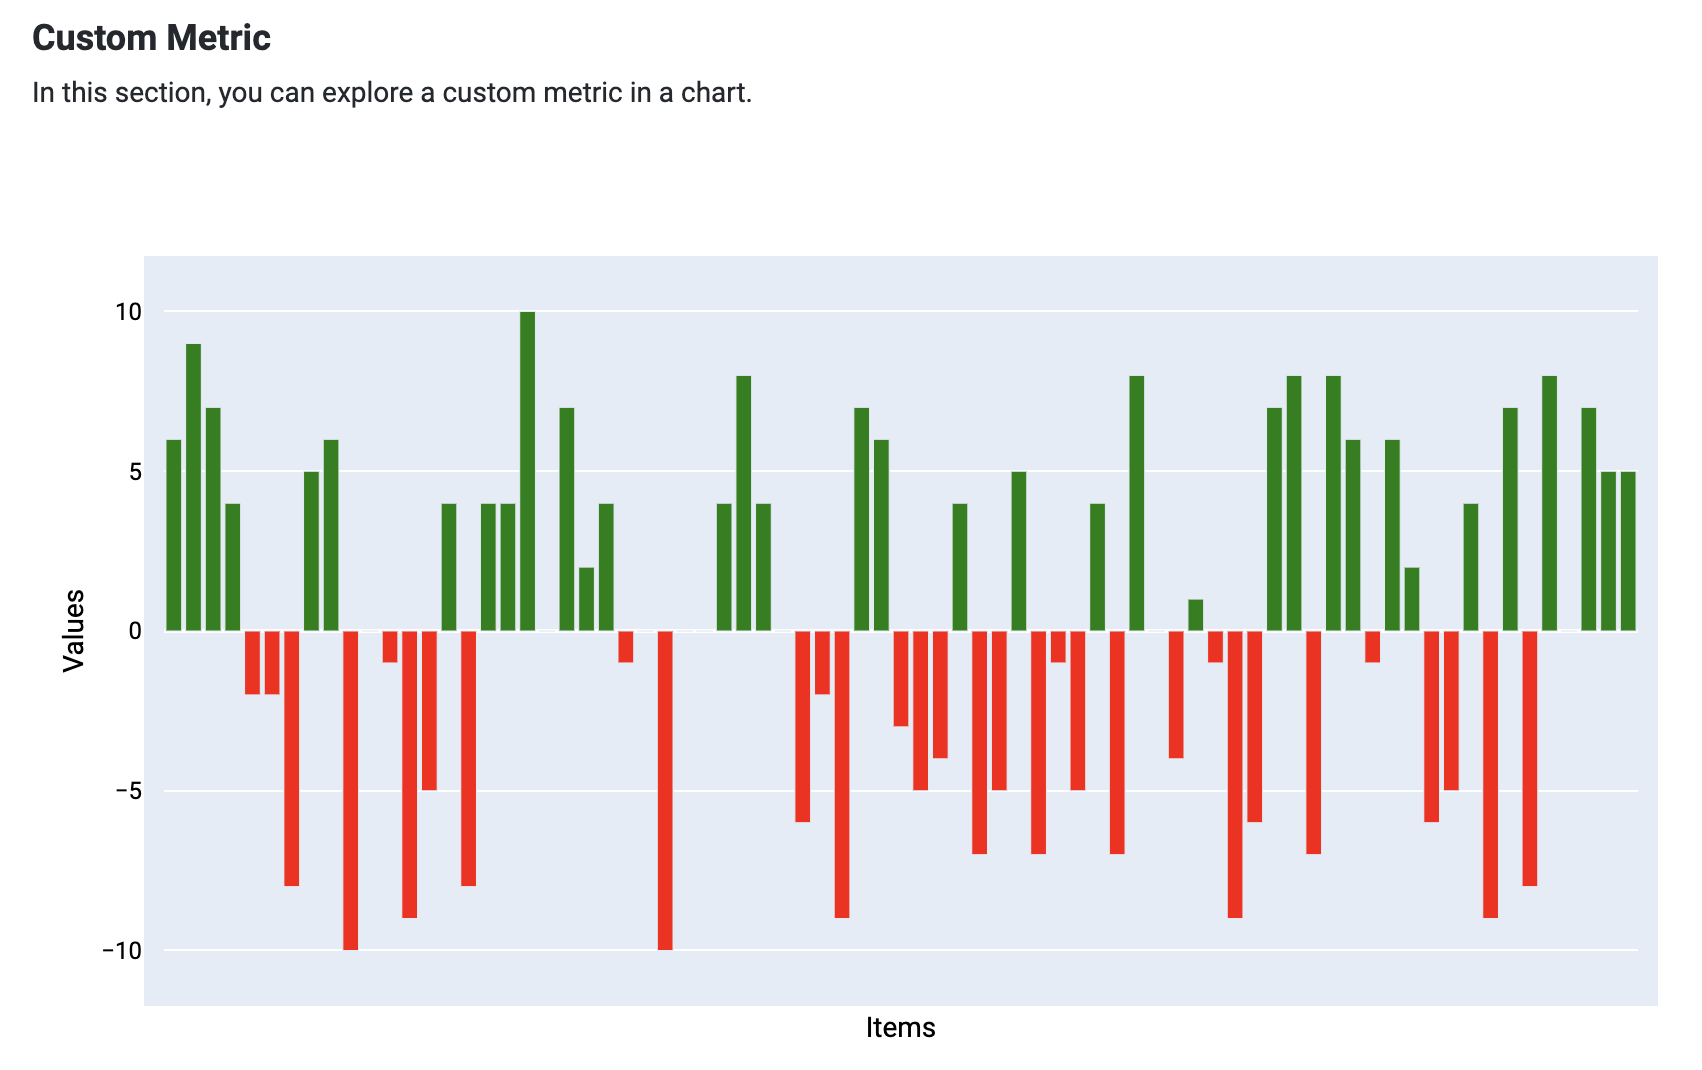 Custom Metric
In this section, you can explore a custom metric in a chart.
10
5
0
−5
−10
Values
Items